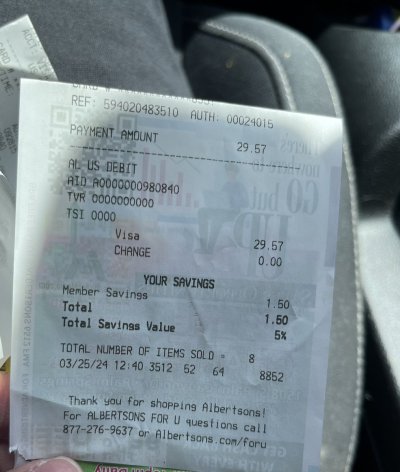 REF: 594020483510 AUTH: 00024015
PAYMENT AMOUNT 29.57
AL US DEBIT
AID A0000000980840
TVR 0000000000
TSI 0000
Visa 29.57
CHANGE 0.00
YOUR SAVINGS
Member Savings 1.50
Total 1.50
Total Savings Value 5%
TOTAL NUMBER OF ITEMS SOLD = 8
03/25/24 12:40 3512 52 64 8852
Thank you for shopping Albertsons!
For ALBERTSONS FOR U questions call
877-276-9637 or Albertsons.com/foru